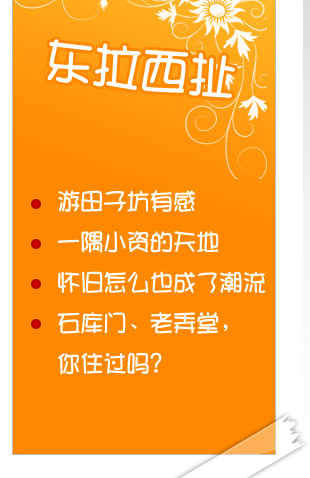 东拉西扯
游田子坊有感
一隅小资的天地
怀旧怎么也成了潮流
石库门、老弄堂，
你住过吗？